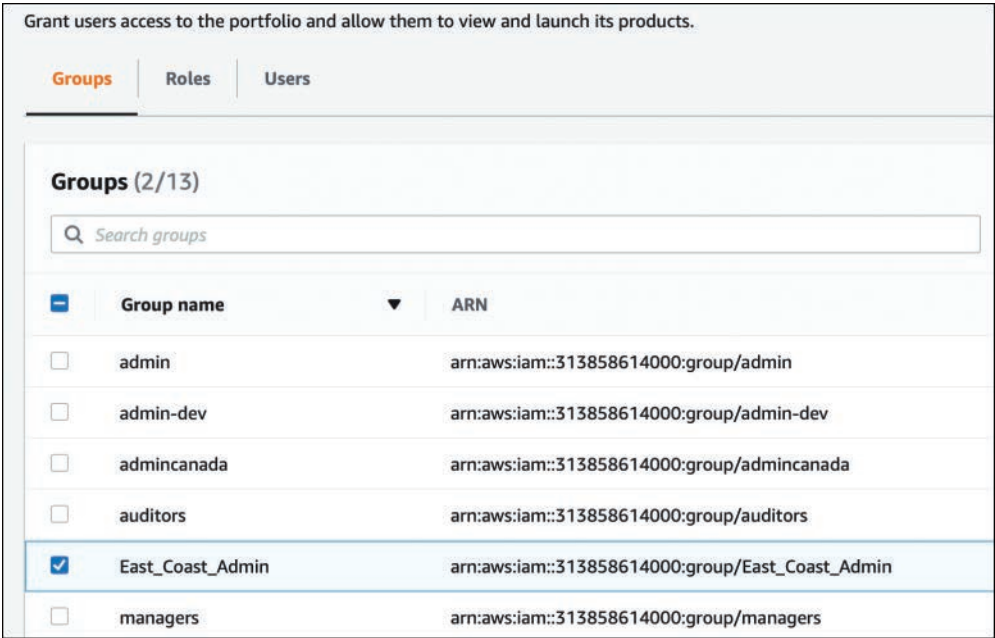 Grant users access to the portfolio and allow them to view and launch its products.
Groups Roles Users
Groups (2/13)
Search groups
Group name ARN
admin arn:aws:iam::313858614000:group/admin
admin-dev arn:aws:iam::313858614000:group/admin-dev
admincanada arn:aws:iam::313858614000:group/admincanada
auditors arn:aws:iam::313858614000:group/auditors
East_Coast_Admin arn:aws:iam::313858614000:group/East_Coast_Admin
managers arn:aws:iam::313858614000:group/managers